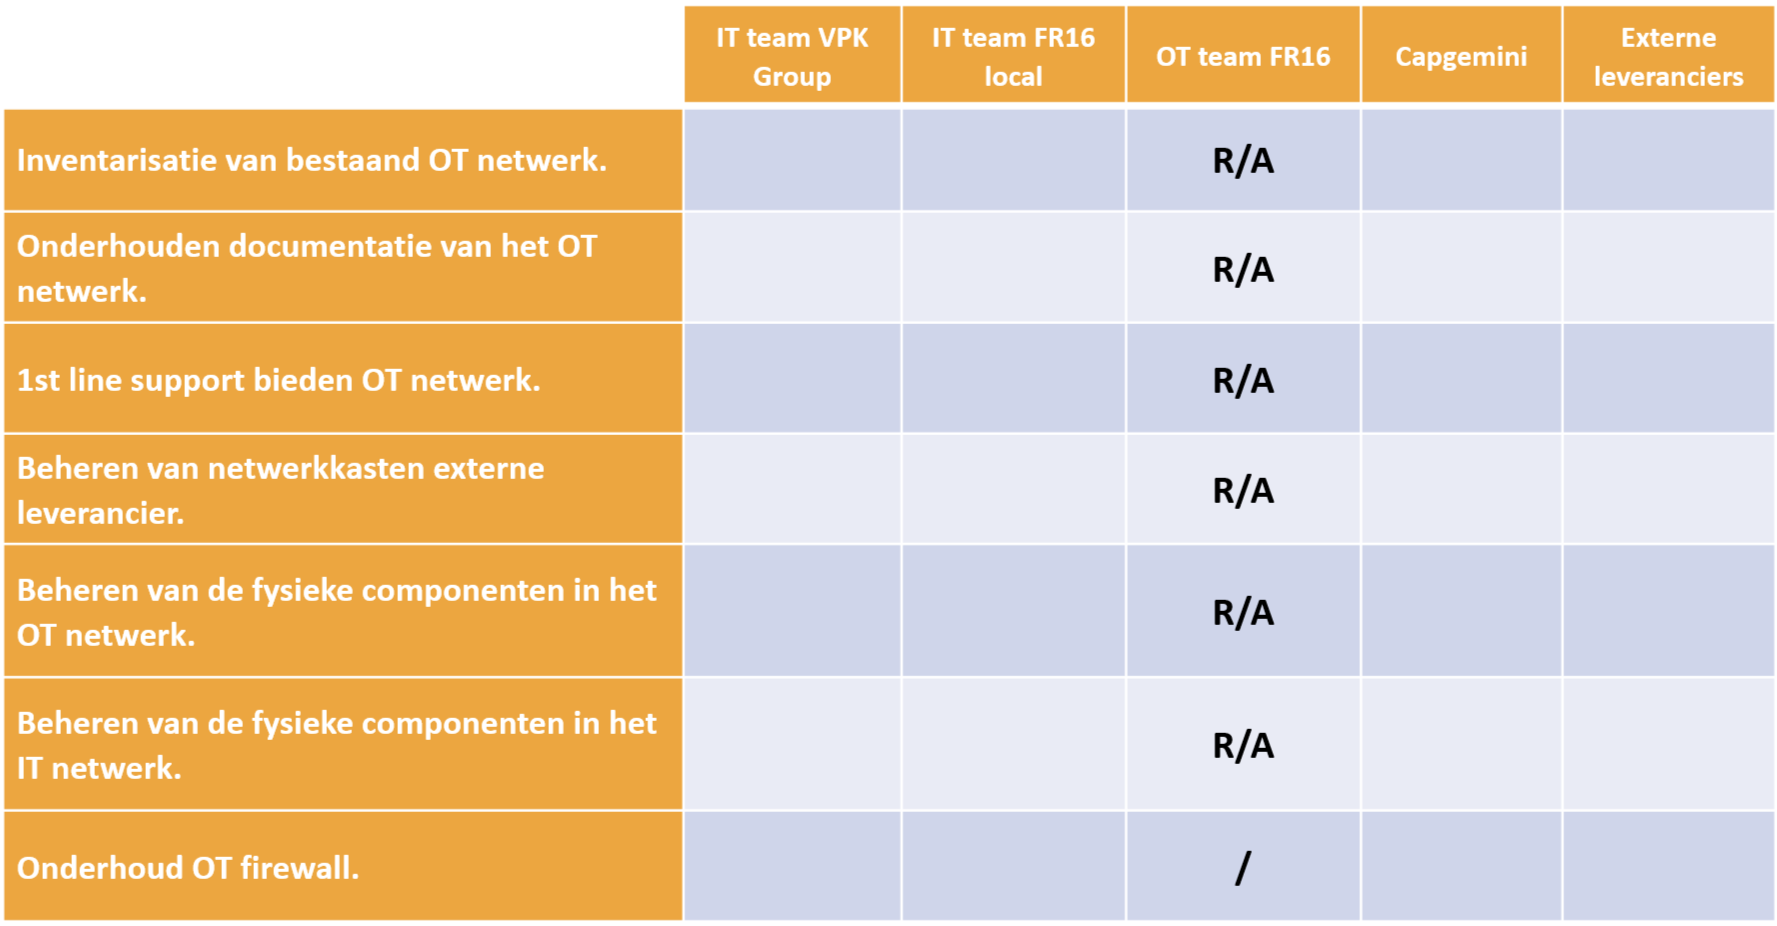 IT team VPK
Group
IT team FR16
local
OT team FR16
Capgemini
Externe
leveranciers
Inventarisatie van bestaand OT netwerk.
R/A
Onderhouden documentatie van het OT
netwerk.
R/A
1st line support bieden OT netwerk.
R/A
Beheren van netwerkkasten externe
leverancier.
R/A
Beheren van de fysieke componenten in het
OT netwerk.
R/A
Beheren van de fysieke componenten in het
IT netwerk.
R/A
Onderhoud OT firewall.
/